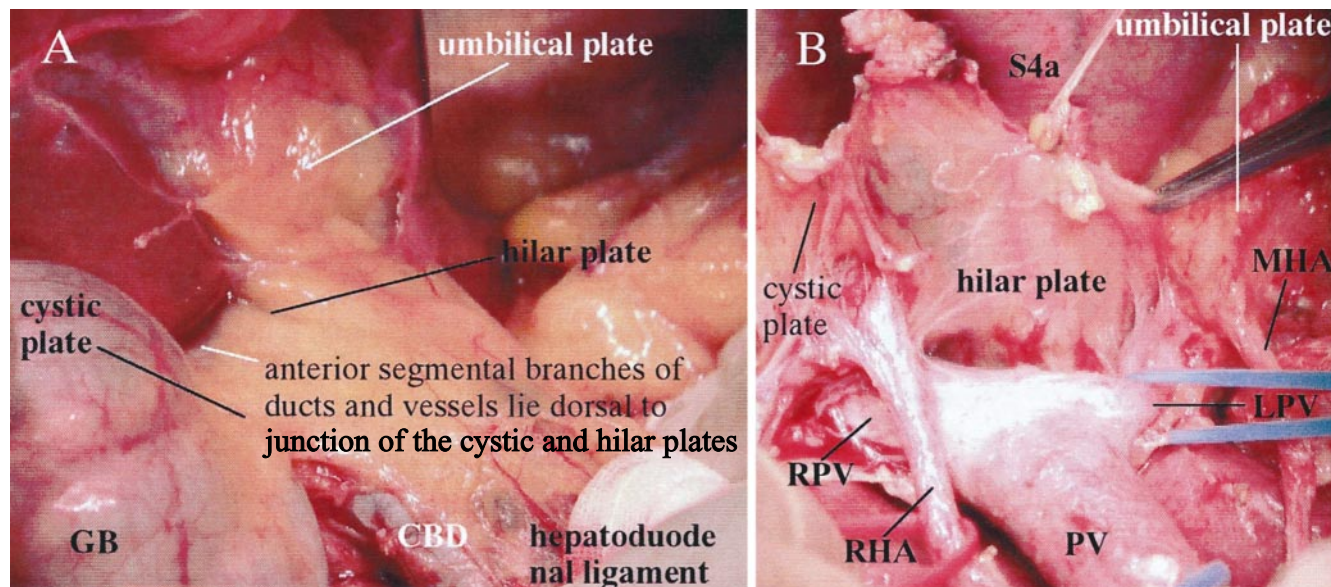 A
umbilical plate
hilar plate
cystic
plate
anterior segmental branches of
ducts and vessels lie dorsal to
junction of the cystic and hilar plates
GB
CBD
hepatoduode
nal ligament
B
umbilical plate
S4a
MHA
cystic
plate
hilar plate
LPV
RPV
RHA
PV